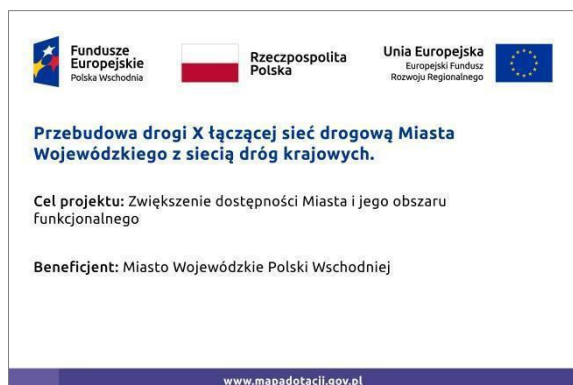 Fundusze
Europejskie
Polska Wschodnia
Rzeczpospolita
Polska
Unia Europejska
Europejski Fundusz
Rozwoju Regionalnego
Przebudowa drogi X łączącej sieć drogową Miasta
Wojewódzkiego z siecią dróg krajowych.
Cel projektu: Zwiększenie dostępności Miasta i jego obszaru
funkcjonalnego
Beneficjent: Miasto Wojewódzkie Polski Wschodniej
www.mapadotacji.gov.pl